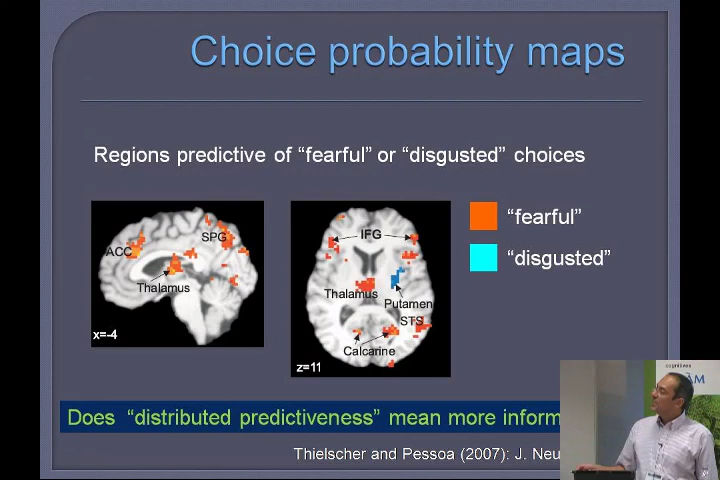 Choice probability maps
Regions predictive of “fearful” or “disgusted” choices
ACC
SPG
Thalamus
x=-4
IFG
Thalamus
Putamen
STS
Calcarine
z=11
“fearful”
“disgusted”
cognitives
Does “distributed predictiveness” mean more inform
Thielscher and Pessoa (2007): J. Neu